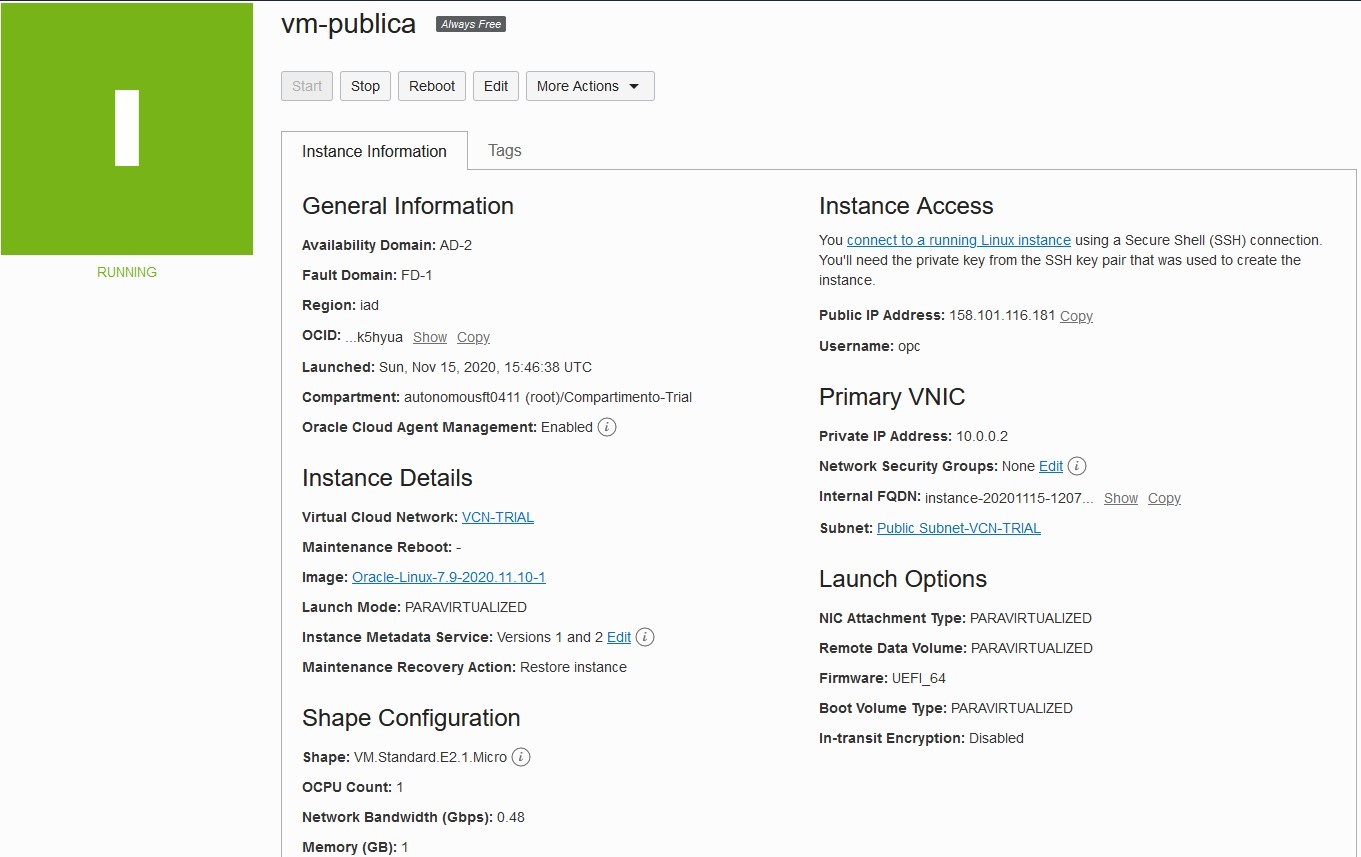 vm-publica Always Free
Start Stop Reboot Edit More Actions
Instance Information Tags
RUNNING
General Information
Availability Domain: AD-2
Fault Domain: FD-1
Region: iad
OCID: ...k5hyua Show Copy
Launched: Sun, Nov 15, 2020, 15:46:38 UTC
Compartment: autonomousft0411 (root)/Compartimento-Trial
Oracle Cloud Agent Management: Enabled i
Instance Details
Virtual Cloud Network: VCN-TRIAL
Maintenance Reboot: -
Image: Oracle-Linux-7.9-2020.11.10-1
Launch Mode: PARAVIRTUALIZED
Instance Metadata Service: Versions 1 and 2 Edit i
Maintenance Recovery Action: Restore instance
Shape Configuration
Shape: VM.Standard.E2.1.Micro i
OCPU Count: 1
Network Bandwidth (Gbps): 0.48
Memory (GB): 1
Instance Access
You connect to a running Linux instance using a Secure Shell (SSH) connection.
You'll need the private key from the SSH key pair that was used to create the
instance.
Public IP Address: 158.101.116.181 Copy
Username: opc
Primary VNIC
Private IP Address: 10.0.0.2
Network Security Groups: None Edit i
Internal FQDN: instance-20201115-1207... Show Copy
Subnet: Public Subnet-VCN-TRIAL
Launch Options
NIC Attachment Type: PARAVIRTUALIZED
Remote Data Volume: PARAVIRTUALIZED
Firmware: UEFI_64
Boot Volume Type: PARAVIRTUALIZED
In-transit Encryption: Disabled